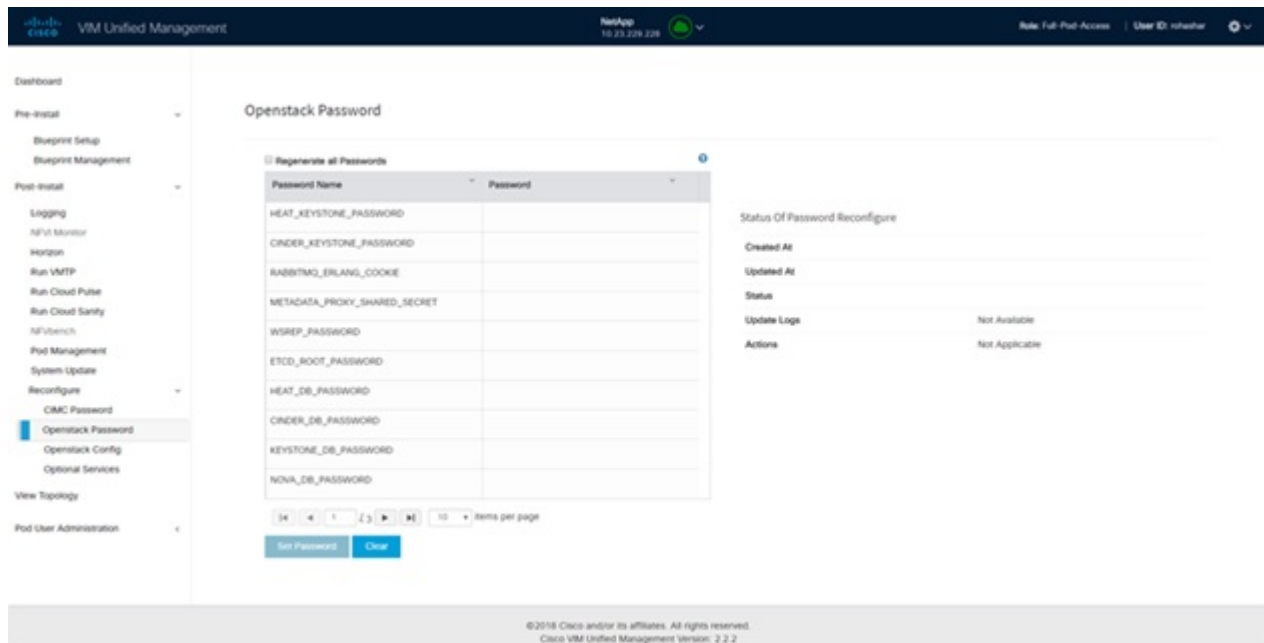 cisco VIM Unified Management
NetApp
10.23.229.228
Role: Full-Pod-Access | User ID: roheshar
Dashboard
Pre-Install
Blueprint Setup
Blueprint Management
Post-Install
Logging
NFVI Monitor
Horizon
Run VMTP
Run Cloud Pulse
Run Cloud Sanity
NFVbench
Pod Management
System Update
Reconfigure
CIMC Password
Openstack Password
Openstack Config
Optional Services
View Topology
Pod User Administration
Openstack Password
Regenerate all Passwords
Password Name Password
HEAT_KEYSTONE_PASSWORD
CINDER_KEYSTONE_PASSWORD
RABBITMQ_ERLANG_COOKIE
METADATA_PROXY_SHARED_SECRET
WSREP_PASSWORD
ETCD_ROOT_PASSWORD
HEAT_DB_PASSWORD
CINDER_DB_PASSWORD
KEYSTONE_DB_PASSWORD
NOVA_DB_PASSWORD
1 / 3 10 items per page
Set Password Clear
Status Of Password Reconfigure
Created At
Updated At
Status
Update Logs Not Available
Actions Not Applicable
©2018 Cisco and/or its affiliates. All rights reserved.
Cisco VIM Unified Management Version: 2.2.2